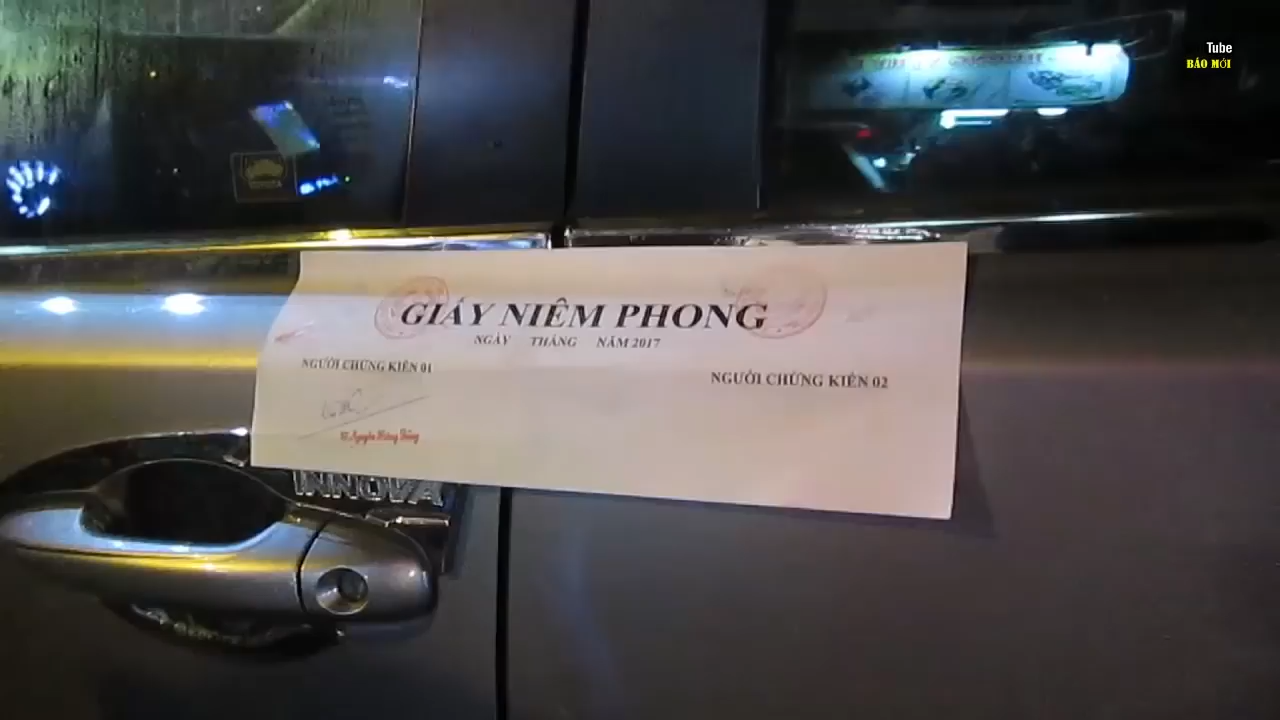 Tube
BÁO MỚI
GIẤY NIÊM PHONG
NGÀY THÁNG NĂM 2017
NGƯỜI CHỨNG KIẾN 01
NGƯỜI CHỨNG KIẾN 02
INNOVA